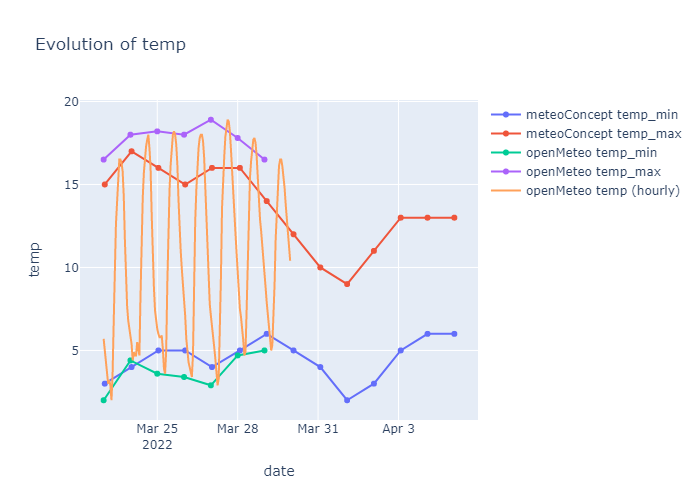 Evolution of temp
20
15
10
5
temp
Mar 25
2022
Mar 28
Mar 31
Apr 3
date
meteoConcept temp_min
meteoConcept temp_max
openMeteo temp_min
openMeteo temp_max
openMeteo temp (hourly)